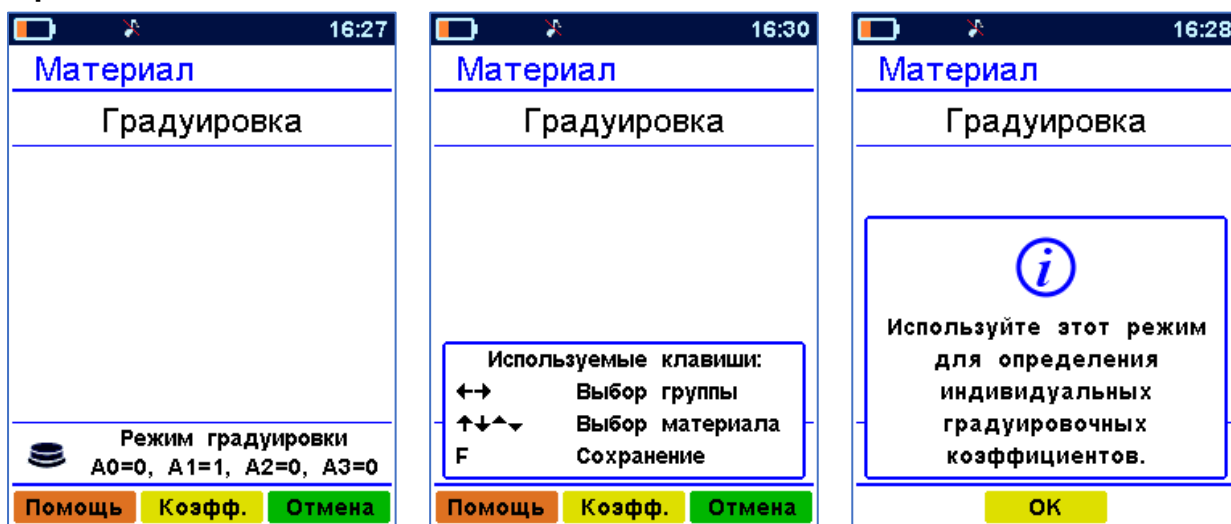 16:27
Материал
Градуировка
Режим градуировки
A0=0, A1=1, A2=0, A3=0
Помощь Коэфф. Отмена
16:30
Материал
Градуировка
Используемые клавиши:
←→ Выбор группы
↑↓▲▼ Выбор материала
F Сохранение
Помощь Коэфф. Отмена
16:28
Материал
Градуировка
i
Используйте этот режим
для определения
индивидуальных
градуировочных
коэффициентов.
ОК